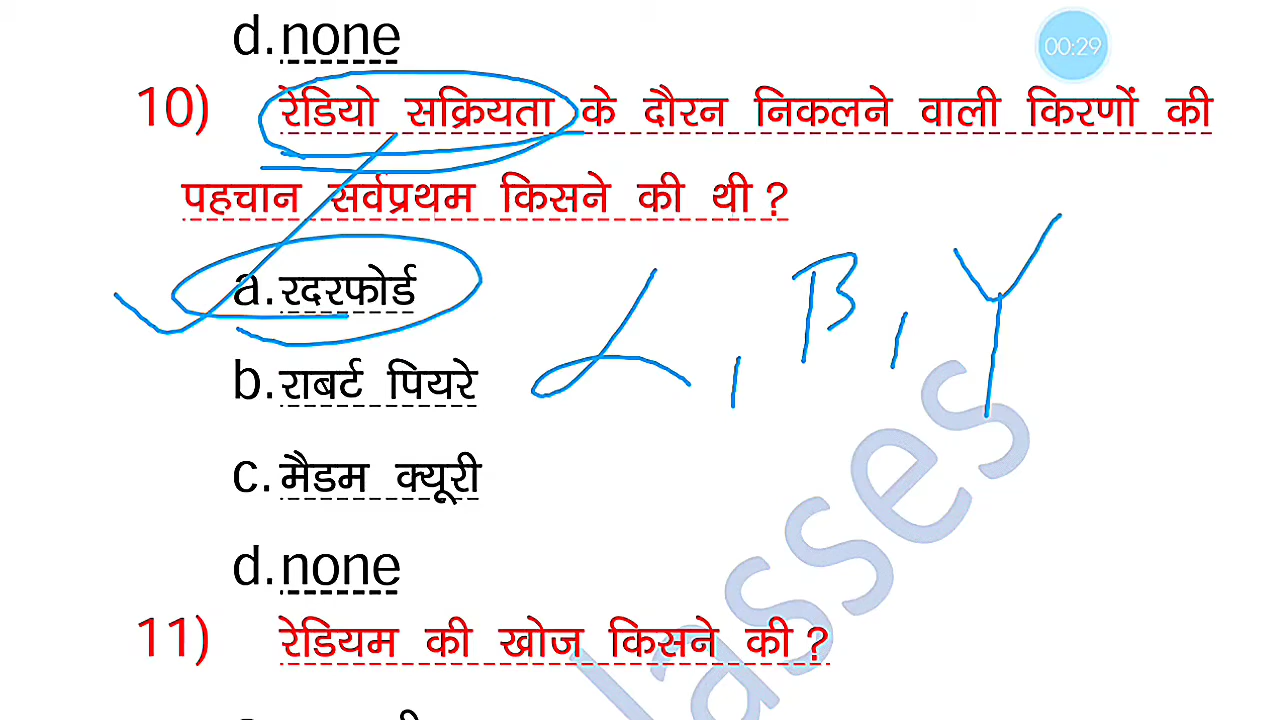 d. none
00:29
10) रेडियो सक्रियता के दौरन निकलने वाली किरणों की
पहचान सर्वप्रथम किसने की थी ?
a. रदरफोर्ड
α, β, γ
b. राबर्ट पियरे
c. मैडम क्यूरी
d. none
11) रेडियम की खोज किसने की ?
lasses